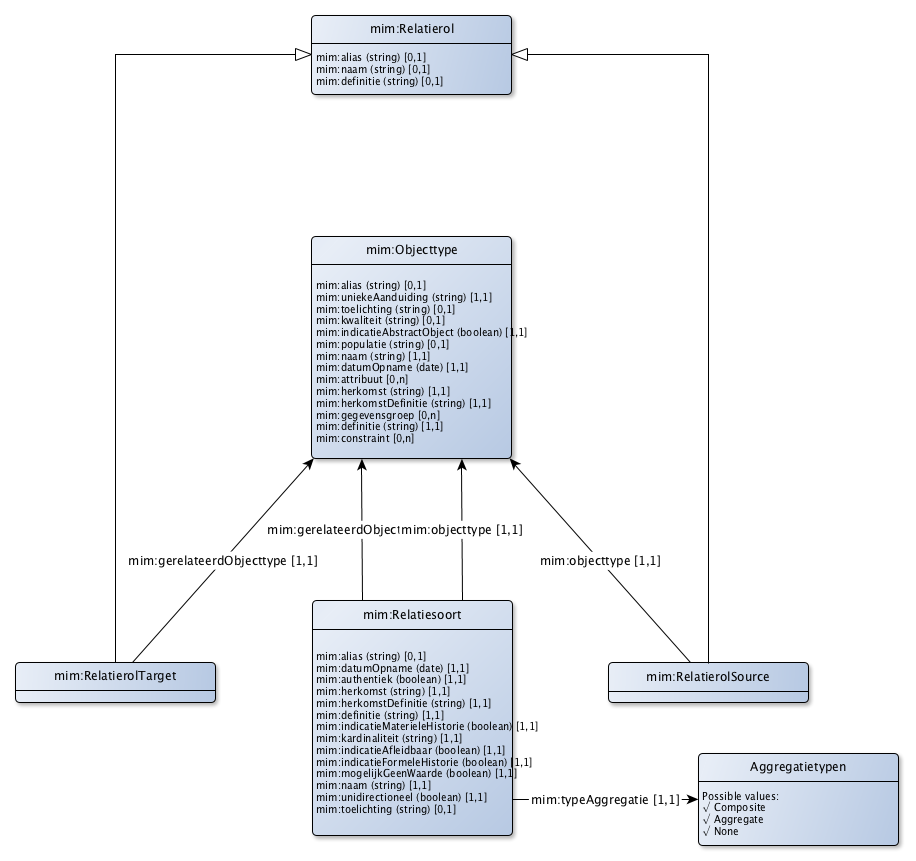 mim:Relatierol
mim:alias (string) [0,1]
mim:naam (string) [0,1]
mim:definitie (string) [0,1]
mim:Objecttype
mim:alias (string) [0,1]
mim:uniekeAanduiding (string) [1,1]
mim:toelichting (string) [0,1]
mim:kwaliteit (string) [0,1]
mim:indicatieAbstractObject (boolean) [1,1]
mim:populatie (string) [0,1]
mim:naam (string) [1,1]
mim:datumOpname (date) [1,1]
mim:attribuut [0,n]
mim:herkomst (string) [1,1]
mim:herkomstDefinitie (string) [1,1]
mim:gegevensgroep [0,n]
mim:definitie (string) [1,1]
mim:constraint [0,n]
mim:gerelateerdObject
mim:objecttype [1,1]
mim:gerelateerdObjecttype [1,1]
mim:objecttype [1,1]
mim:Relatiesoort
mim:alias (string) [0,1]
mim:datumOpname (date) [1,1]
mim:authentiek (boolean) [1,1]
mim:herkomst (string) [1,1]
mim:herkomstDefinitie (string) [1,1]
mim:definitie (string) [1,1]
mim:indicatieMaterieleHistorie (boolean) [1,1]
mim:kardinaliteit (string) [1,1]
mim:indicatieAfleidbaar (boolean) [1,1]
mim:indicatieFormeleHistorie (boolean) [1,1]
mim:mogelijkGeenWaarde (boolean) [1,1]
mim:naam (string) [1,1]
mim:unidirectioneel (boolean) [1,1]
mim:toelichting (string) [0,1]
mim:RelatierolTarget
mim:RelatierolSource
mim:typeAggregatie [1,1]
Aggregatietypen
Possible values:
√ Composite
√ Aggregate
√ None